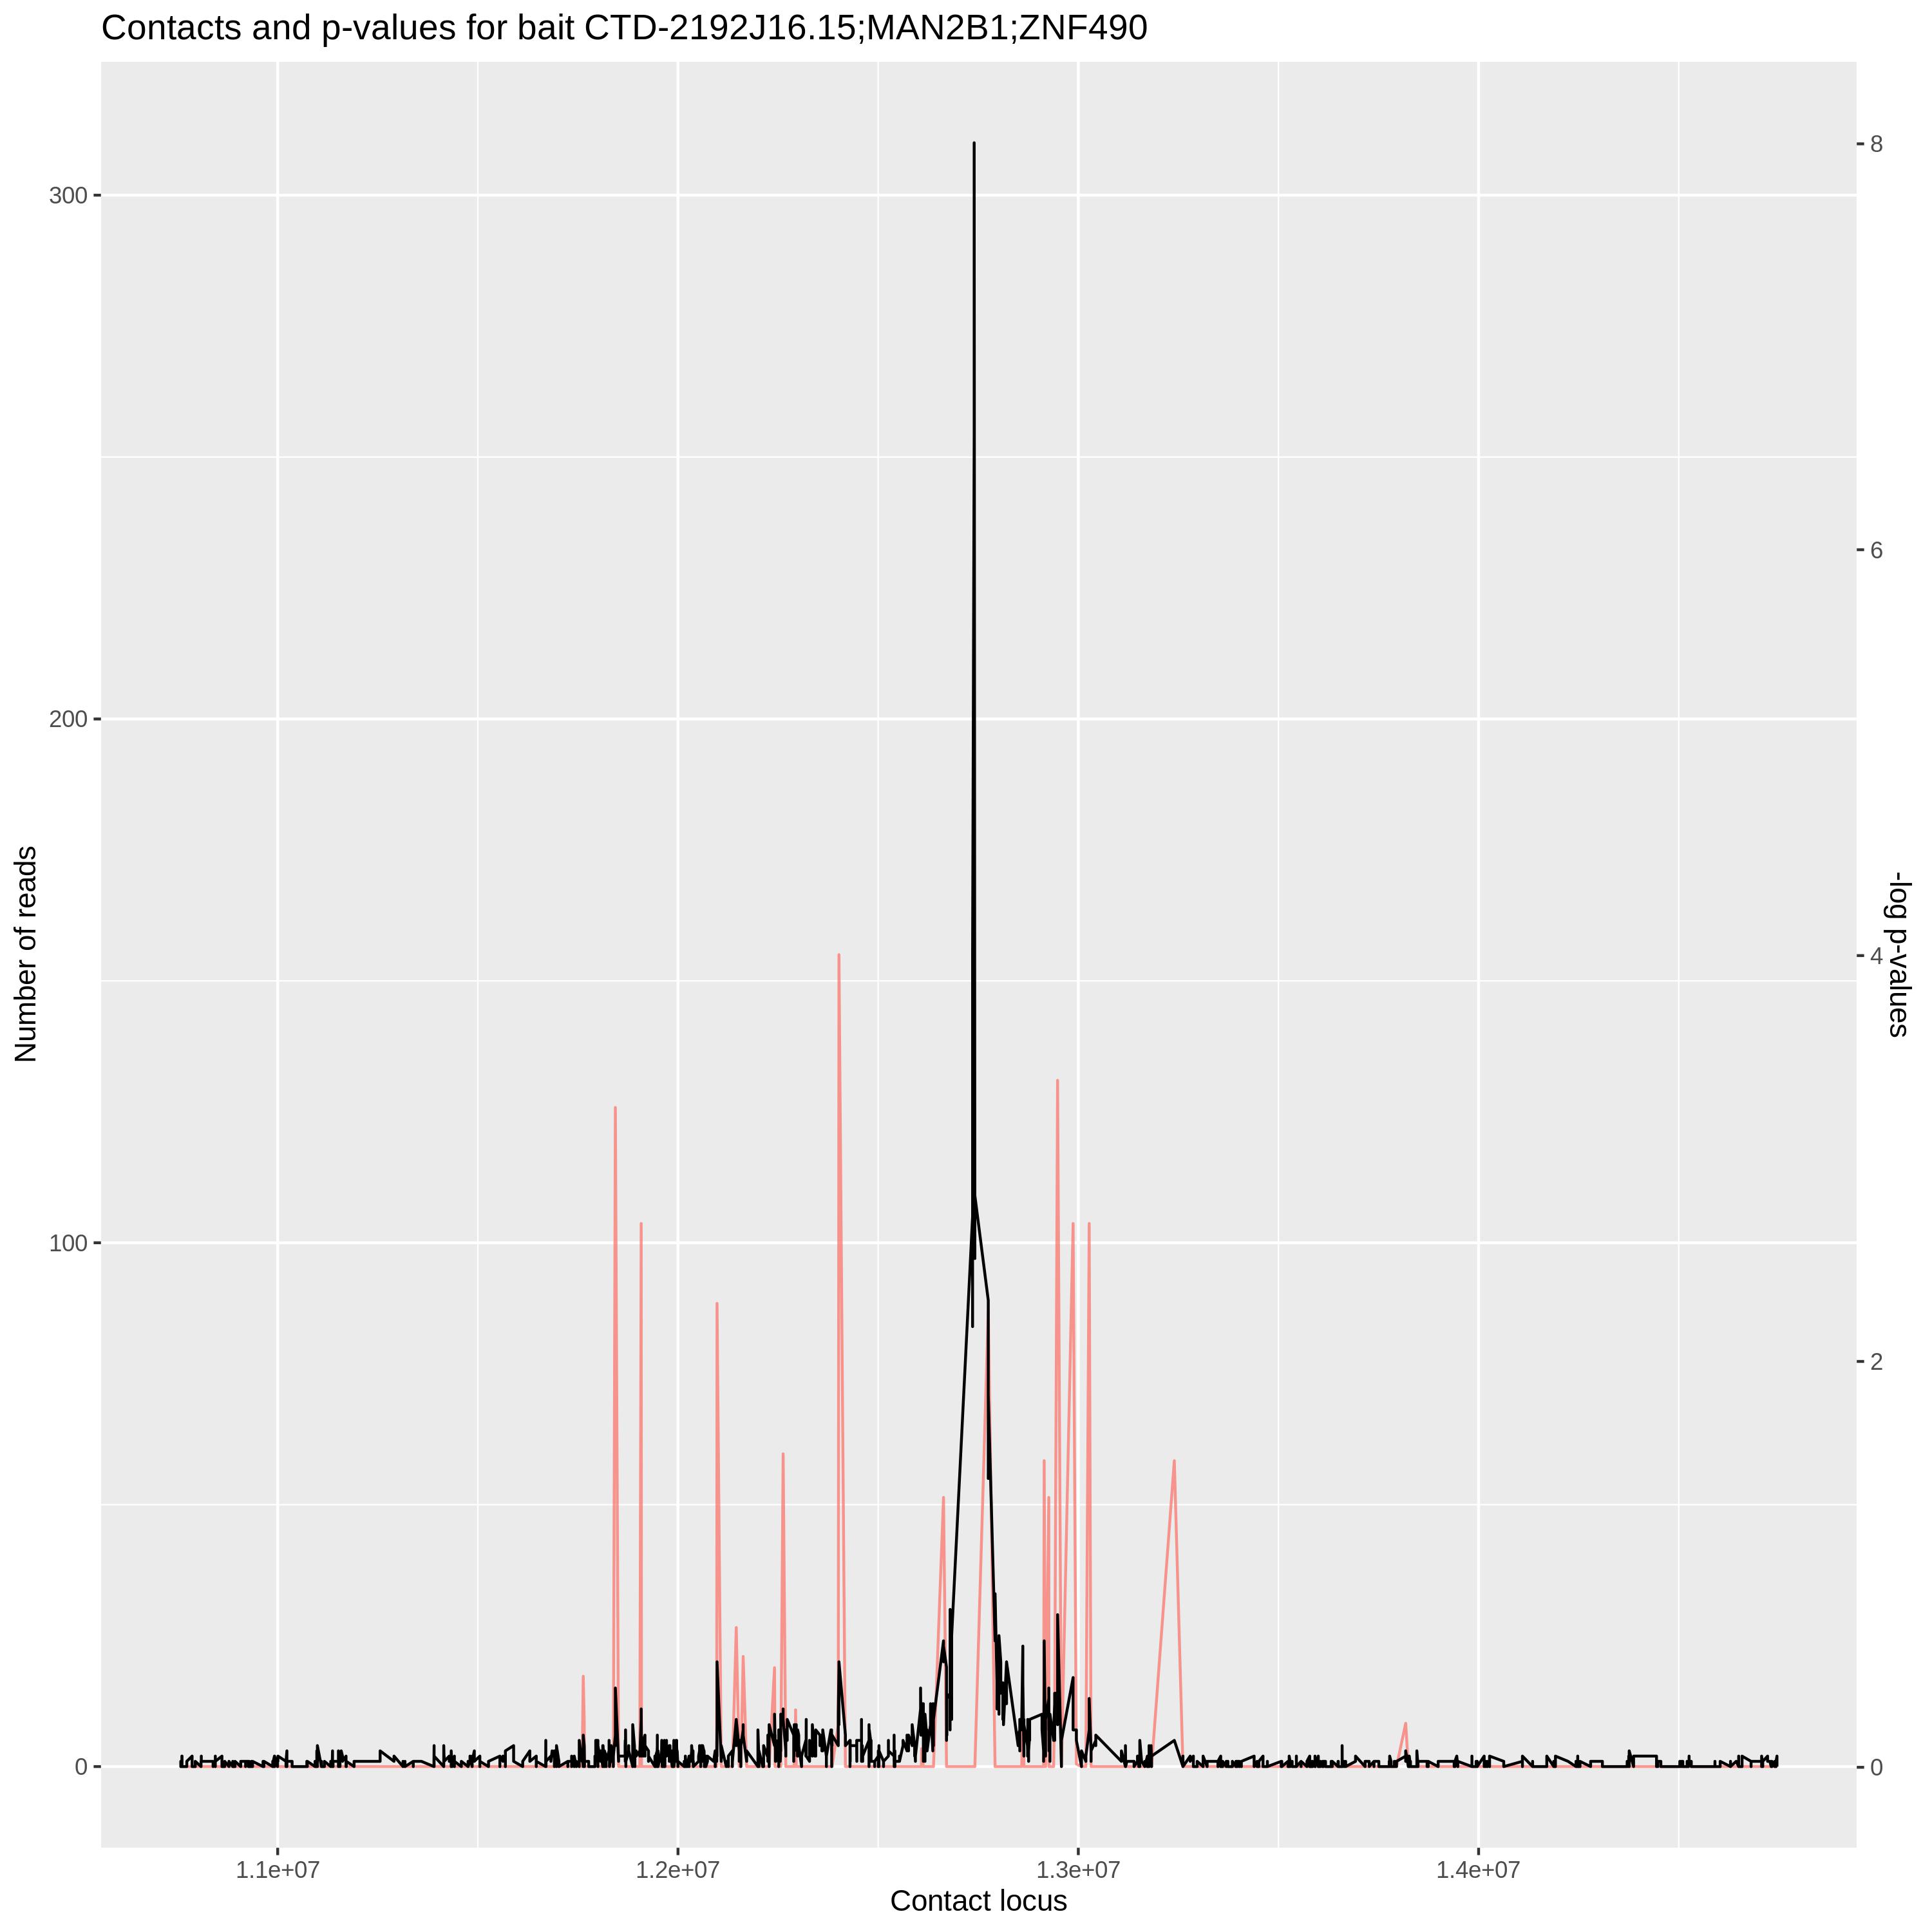 Contacts and p-values for bait CTD-2192J16.15;MAN2B1;ZNF490
300
200
100
0
Number of reads
8
6
4
2
0
-log p-values
1.1e+07
1.2e+07
1.3e+07
1.4e+07
Contact locus